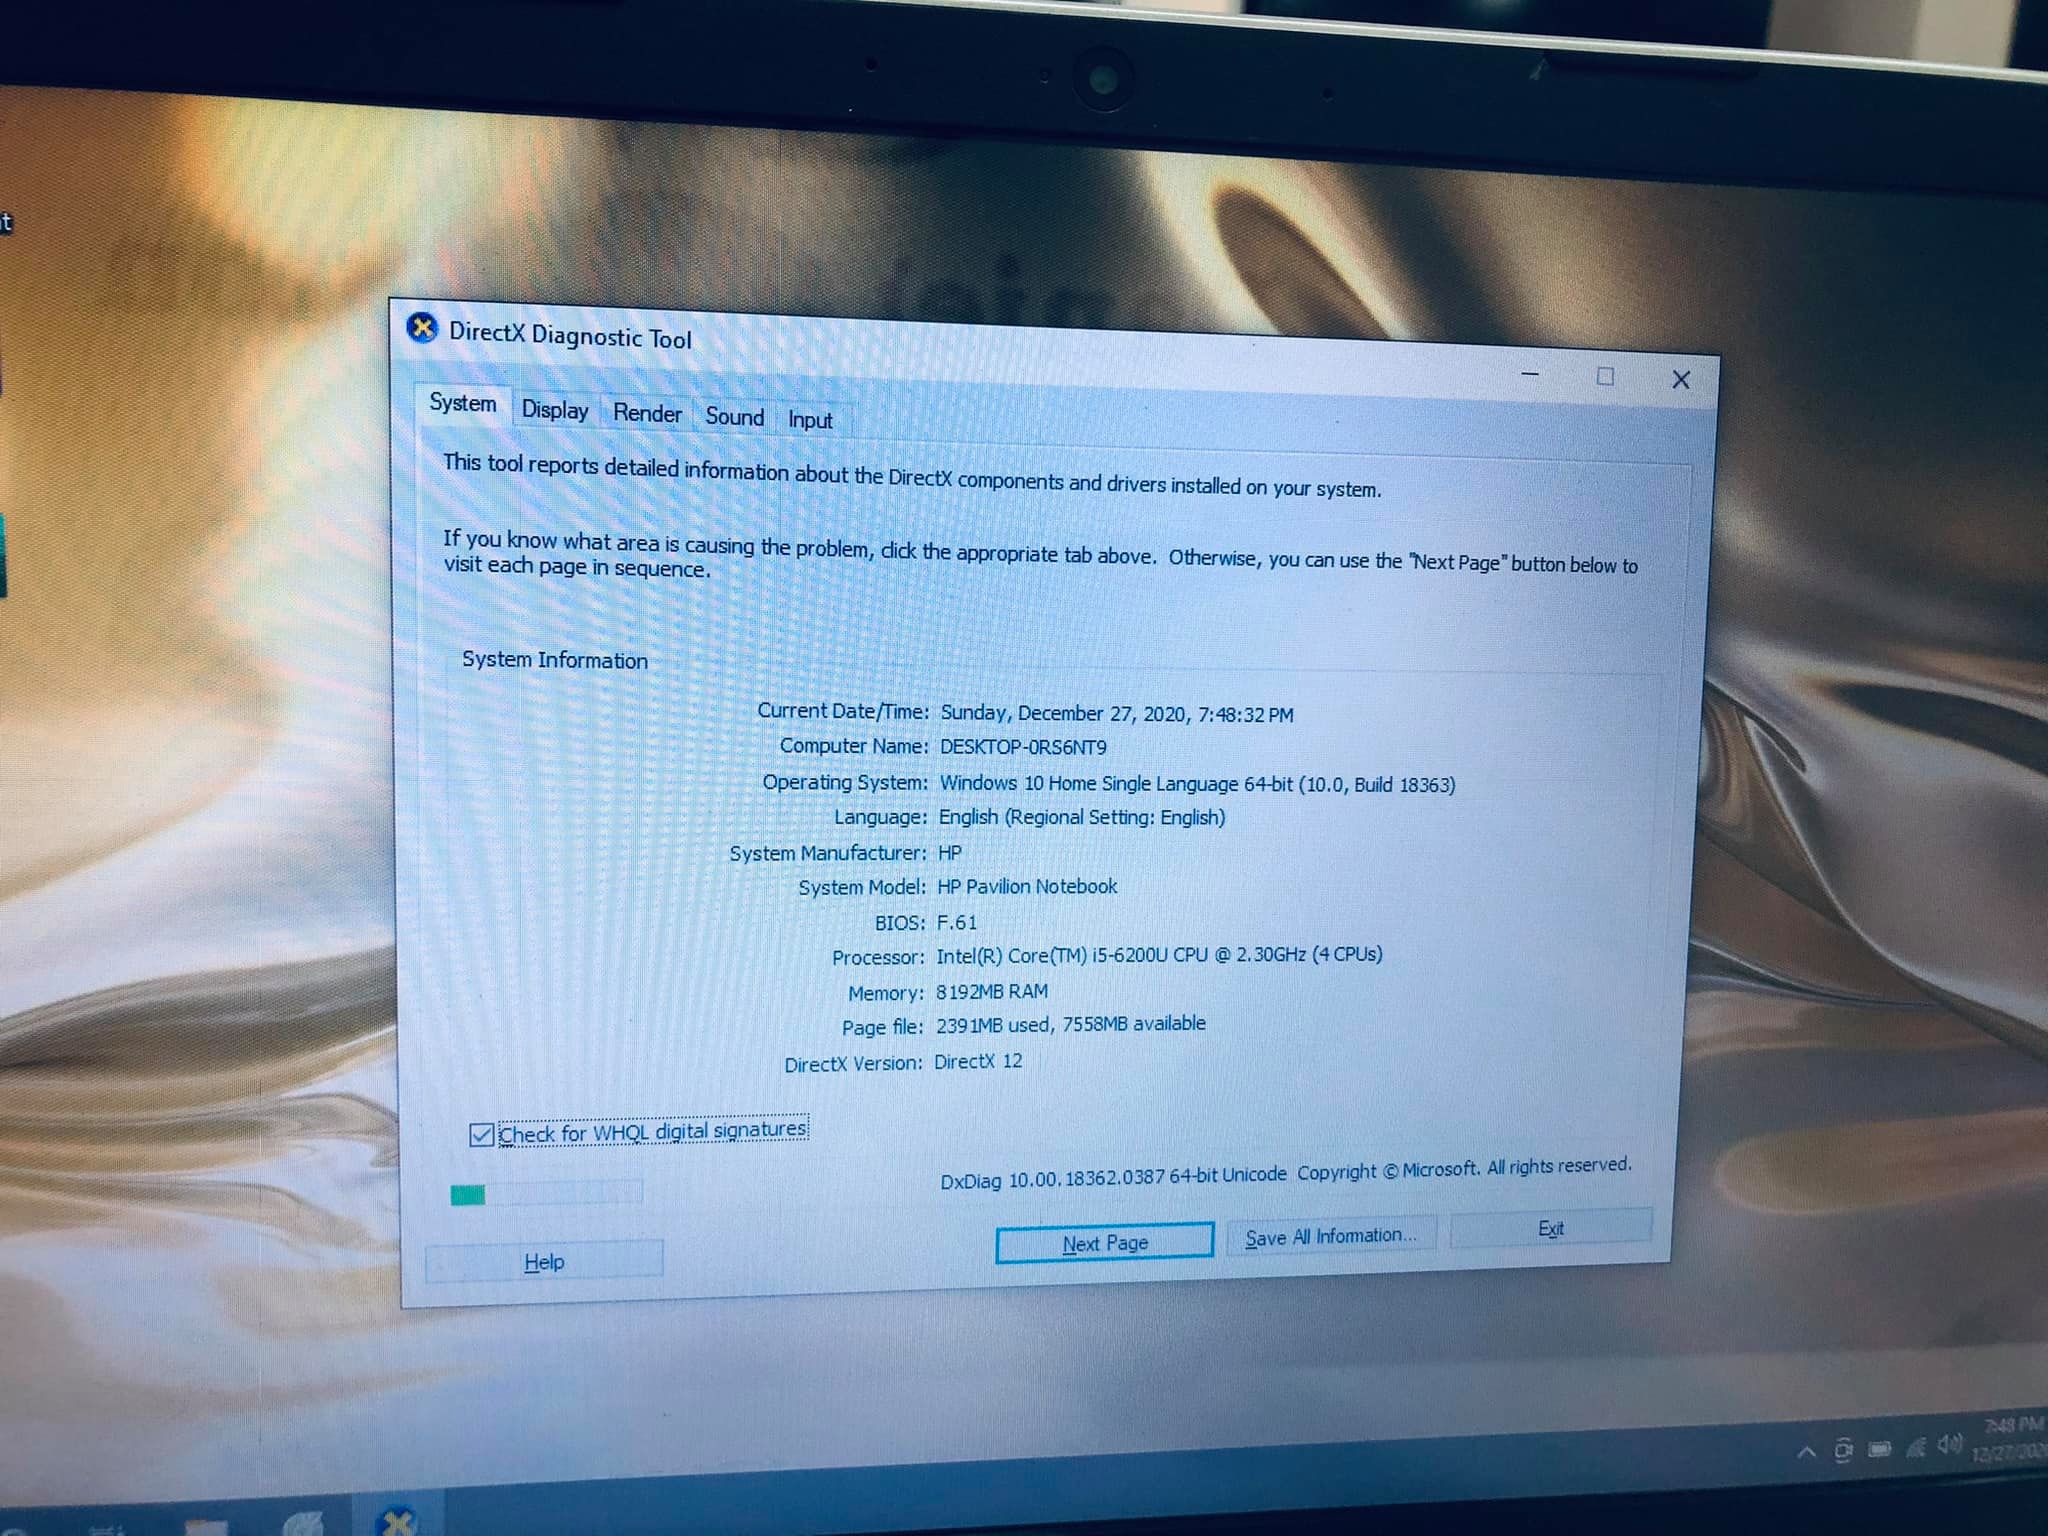 DirectX Diagnostic Tool
System Display Render Sound Input
This tool reports detailed information about the DirectX components and drivers installed on your system.
If you know what area is causing the problem, click the appropriate tab above. Otherwise, you can use the "Next Page" button below to
visit each page in sequence.
System Information
Current Date/Time: Sunday, December 27, 2020, 7:48:32 PM
Computer Name: DESKTOP-0RS6NT9
Operating System: Windows 10 Home Single Language 64-bit (10.0, Build 18363)
Language: English (Regional Setting: English)
System Manufacturer: HP
System Model: HP Pavilion Notebook
BIOS: F.61
Processor: Intel(R) Core(TM) i5-6200U CPU @ 2.30GHz (4 CPUs)
Memory: 8192MB RAM
Page file: 2391MB used, 7558MB available
DirectX Version: DirectX 12
Check for WHQL digital signatures
DxDiag 10.00.18362.0387 64-bit Unicode Copyright © Microsoft. All rights reserved.
Help Next Page Save All Information... Exit
7:48 PM